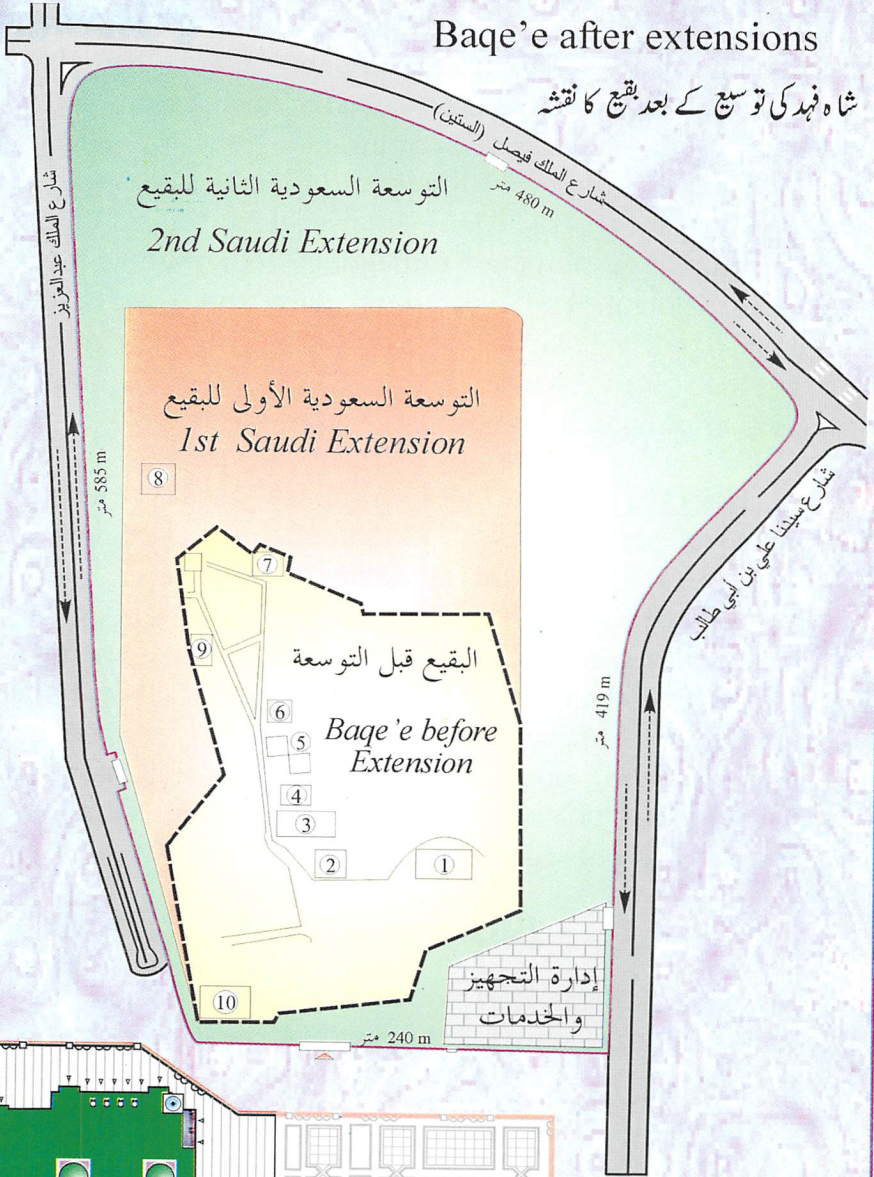 Baqe'e after extensions
شاہ فہد کی توسیع کے بعد بقیع کا نقشہ
شارع الملك فيصل (الستين)
480 m متر
شارع الملك عبدالعزيز
التوسعة السعودية الثانية للبقيع
2nd Saudi Extension
التوسعة السعودية الأولى للبقيع
1st Saudi Extension
585 m متر
8
شارع سيدنا علي بن أبي طالب
7
9
البقيع قبل التوسعة
419 m متر
6
Baqe'e before
Extension
5
4
3
2
1
إدارة التجهيز
والخدمات
10
240 m متر